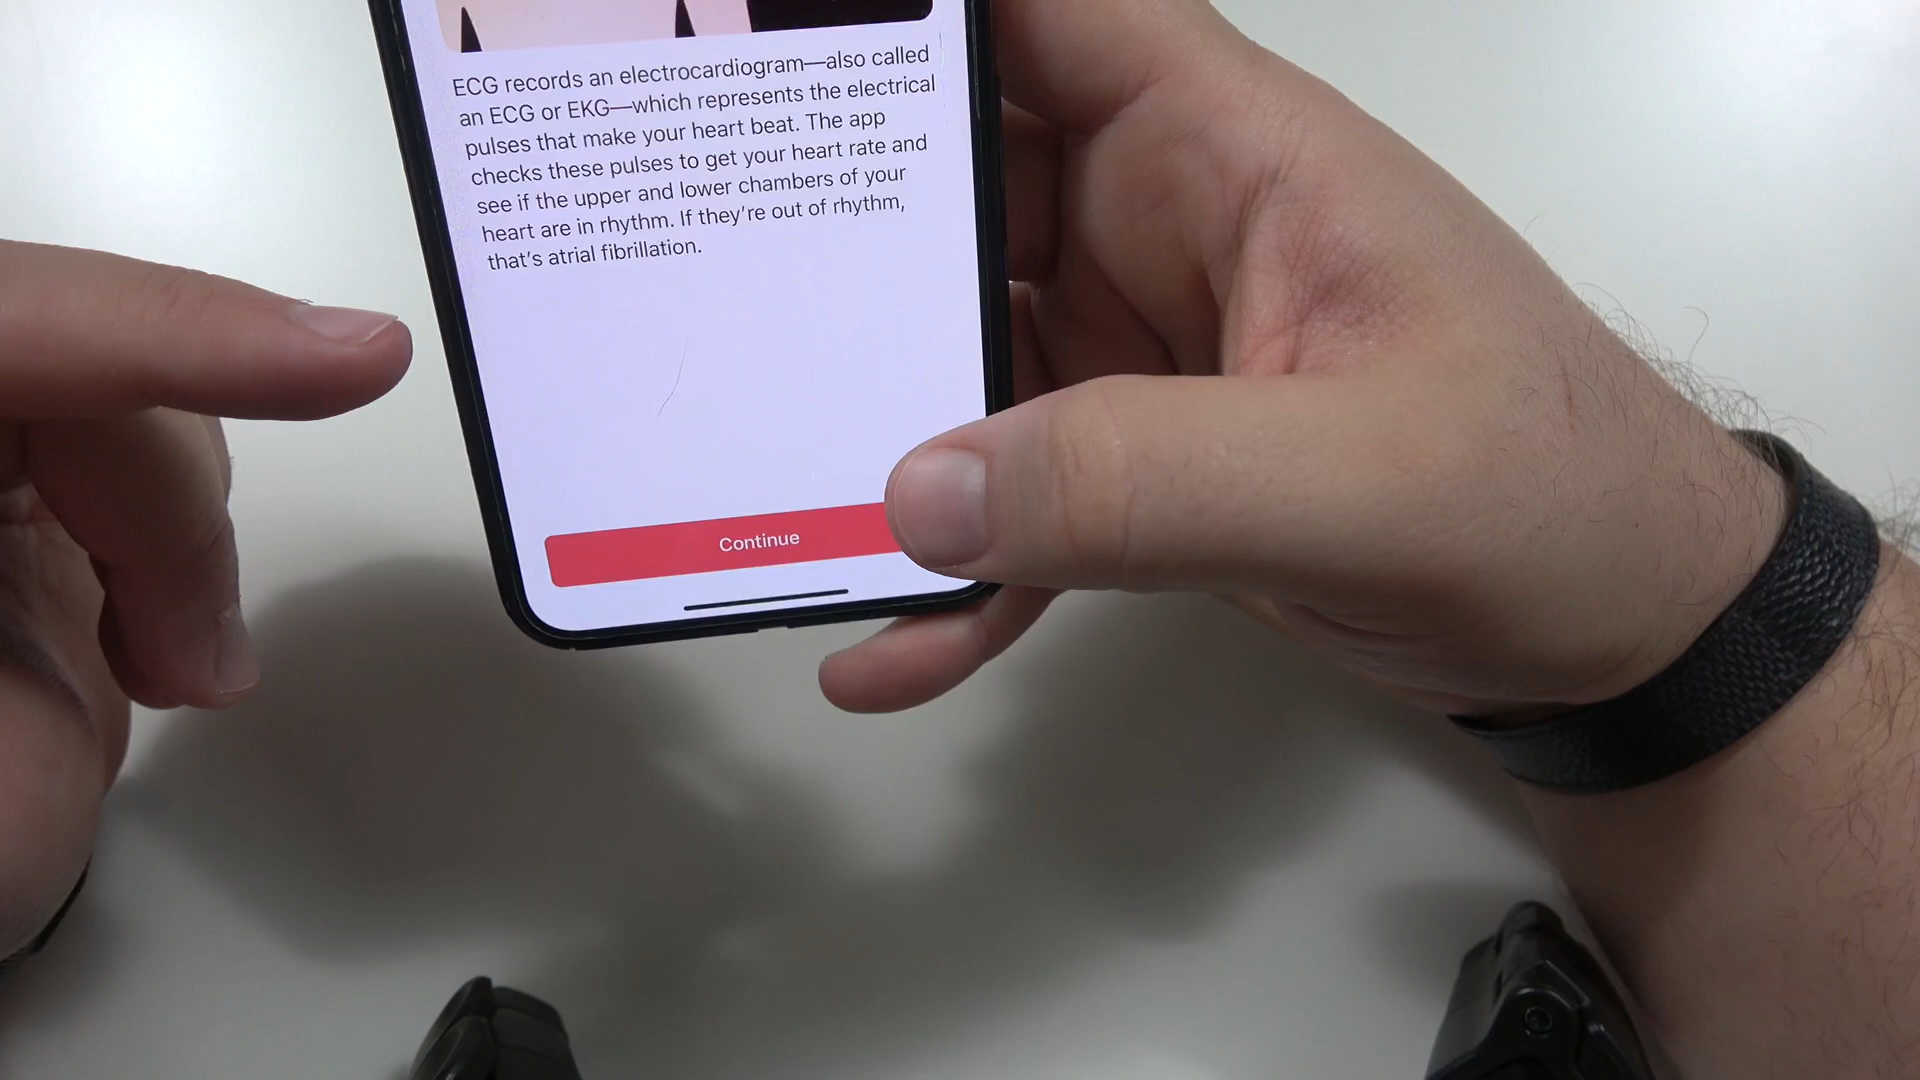 ECG records an electrocardiogram—also called
an ECG or EKG—which represents the electrical
pulses that make your heart beat. The app
checks these pulses to get your heart rate and
see if the upper and lower chambers of your
heart are in rhythm. If they’re out of rhythm,
that’s atrial fibrillation.
Continue